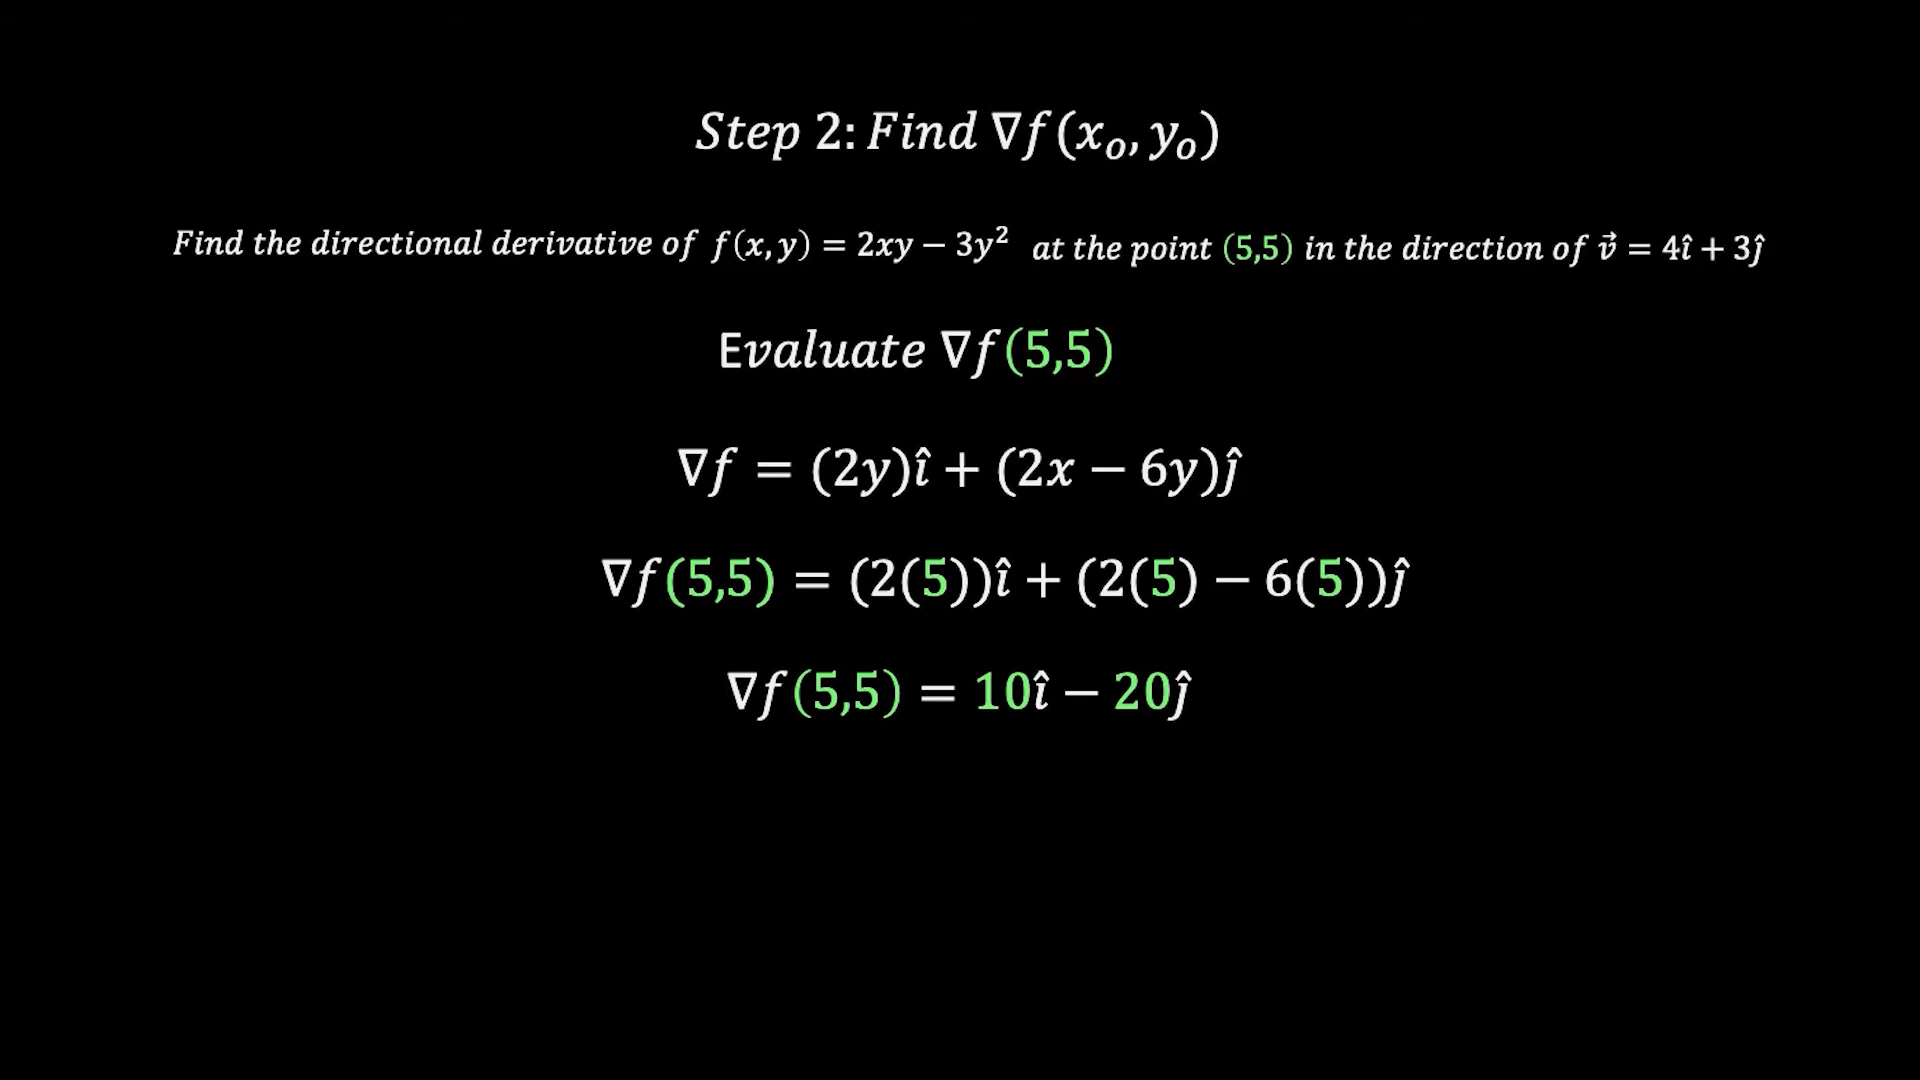 Step 2: Find ∇f(xₒ, yₒ)
Find the directional derivative of f(x, y) = 2xy − 3y² at the point (5,5) in the direction of v⃗ = 4î + 3ĵ
Evaluate ∇f(5,5)
∇f = (2y)î + (2x − 6y)ĵ
∇f(5,5) = (2(5))î + (2(5) − 6(5))ĵ
∇f(5,5) = 10î − 20ĵ